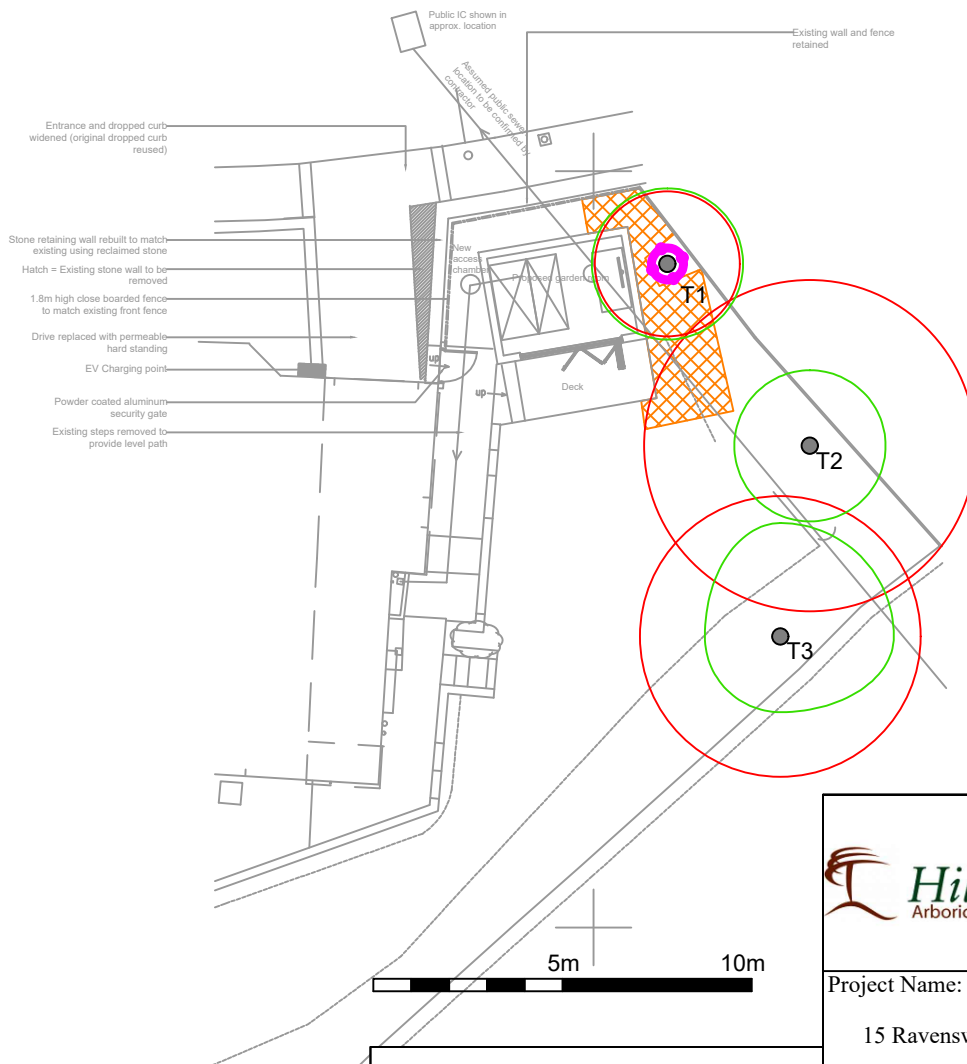 Public IC shown in
approx. location
Existing wall and fence
retained
Assumed public sewer
location to be confirmed by
contractor
Entrance and dropped curb
widened (original dropped curb
reused)
Stone retaining wall rebuilt to match
existing using reclaimed stone
Hatch = Existing stone wall to be
removed
1.8m high close boarded fence
to match existing front fence
Drive replaced with permeable
hard standing
EV Charging point
Powder coated aluminum
security gate
Existing steps removed to
provide level path
New
access
chamber
Proposed garden room
up
up
Deck
T1
T2
T3
5m
10m
Project Name: